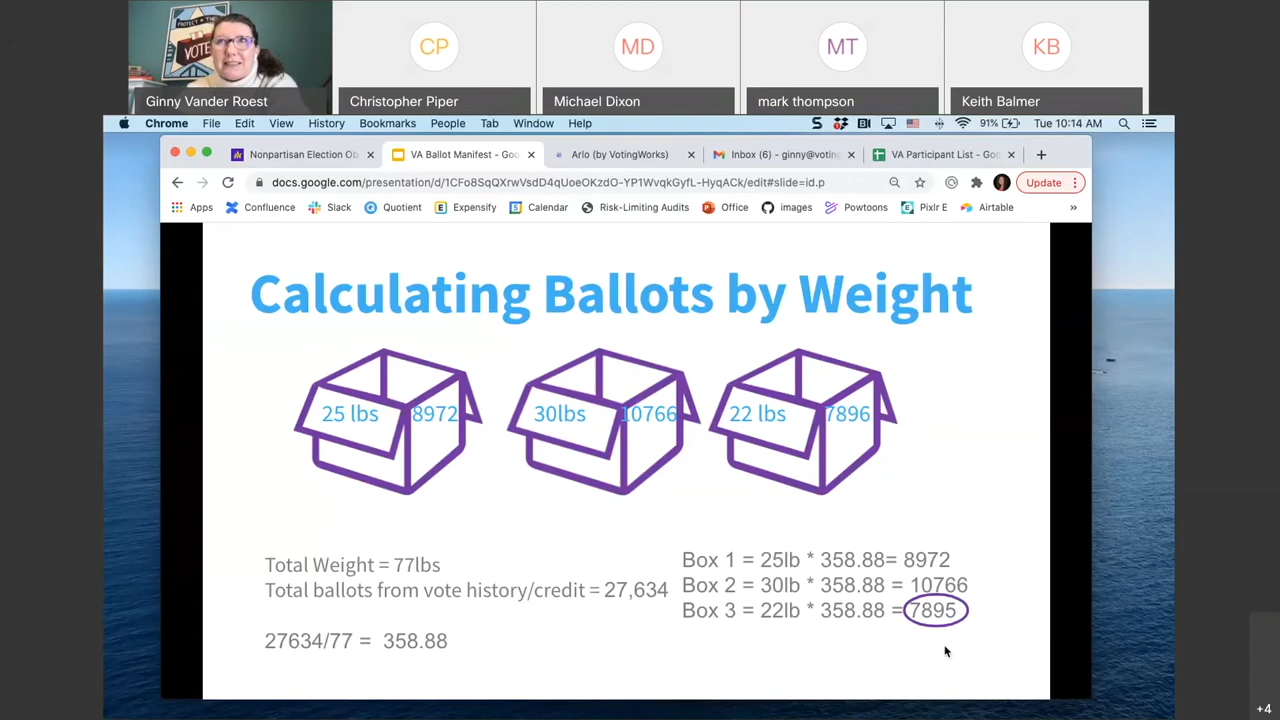 PROTECT THE
VOTE
CP
MD
MT
KB
Ginny Vander Roest
Christopher Piper
Michael Dixon
mark thompson
Keith Balmer
Chrome File Edit View History Bookmarks People Tab Window Help
91% Tue 10:14 AM
Nonpartisan Election Ob
VA Ballot Manifest - Goo
Arlo (by VotingWorks)
Inbox (6) - ginny@voting
VA Participant List - Goo
docs.google.com/presentation/d/1CFo8SqQXrwVsdD4qUoeOKzdO-YP1WvqkGyfL-HyqACk/edit#slide=id.p
Update
Apps Confluence Slack Quotient Expensify Calendar Risk-Limiting Audits Office images Powtoons Pixlr E Airtable »
Calculating Ballots by Weight
25 lbs 8972
30lbs 10766
22 lbs 7896
Total Weight = 77lbs
Total ballots from vote history/credit = 27,634
27634/77 = 358.88
Box 1 = 25lb * 358.88= 8972
Box 2 = 30lb * 358.88 = 10766
Box 3 = 22lb * 358.88 = 7895
+4